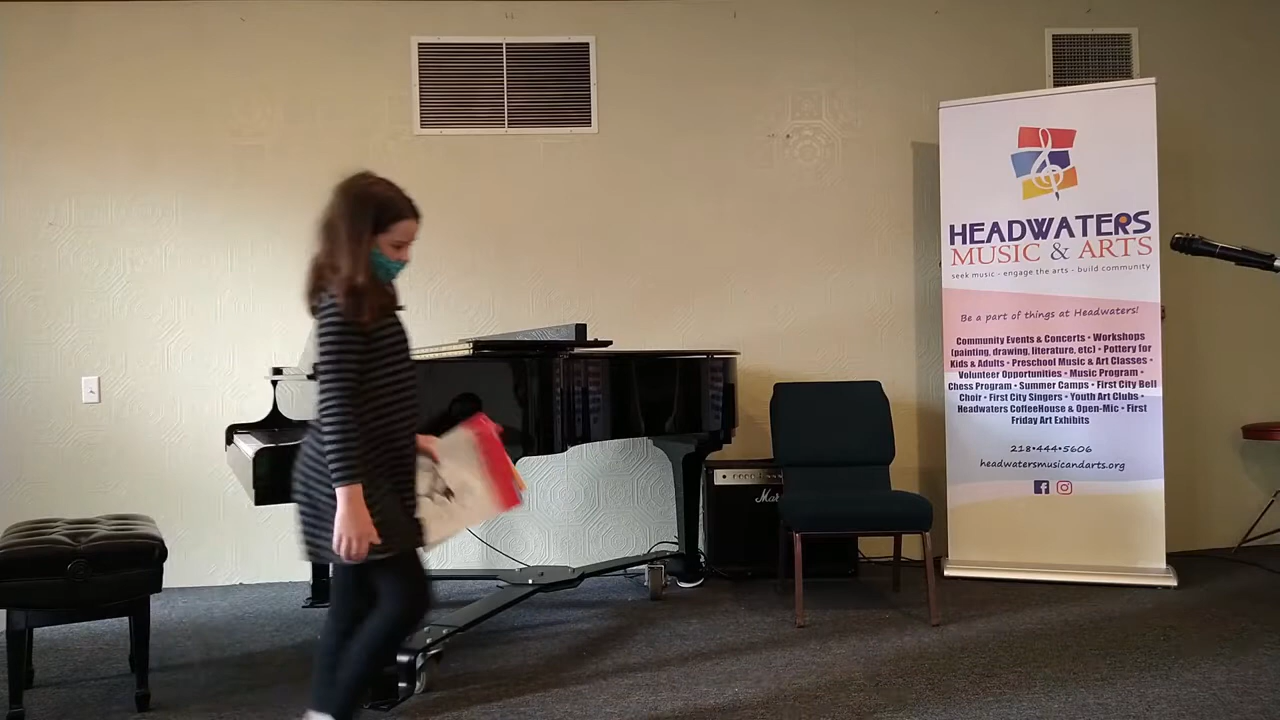 HEADWATERS
MUSIC & ARTS
seek music - engage the arts - build community
Be a part of things at Headwaters!
Community Events & Concerts • Workshops
(painting, drawing, literature, etc) • Pottery for
Kids & Adults • Preschool Music & Art Classes •
Volunteer Opportunities • Music Program •
Chess Program • Summer Camps • First City Bell
Choir • First City Singers • Youth Art Clubs •
Headwaters CoffeeHouse & Open-Mic • First
Friday Art Exhibits
218•444•5606
headwatersmusicandarts.org
Mar